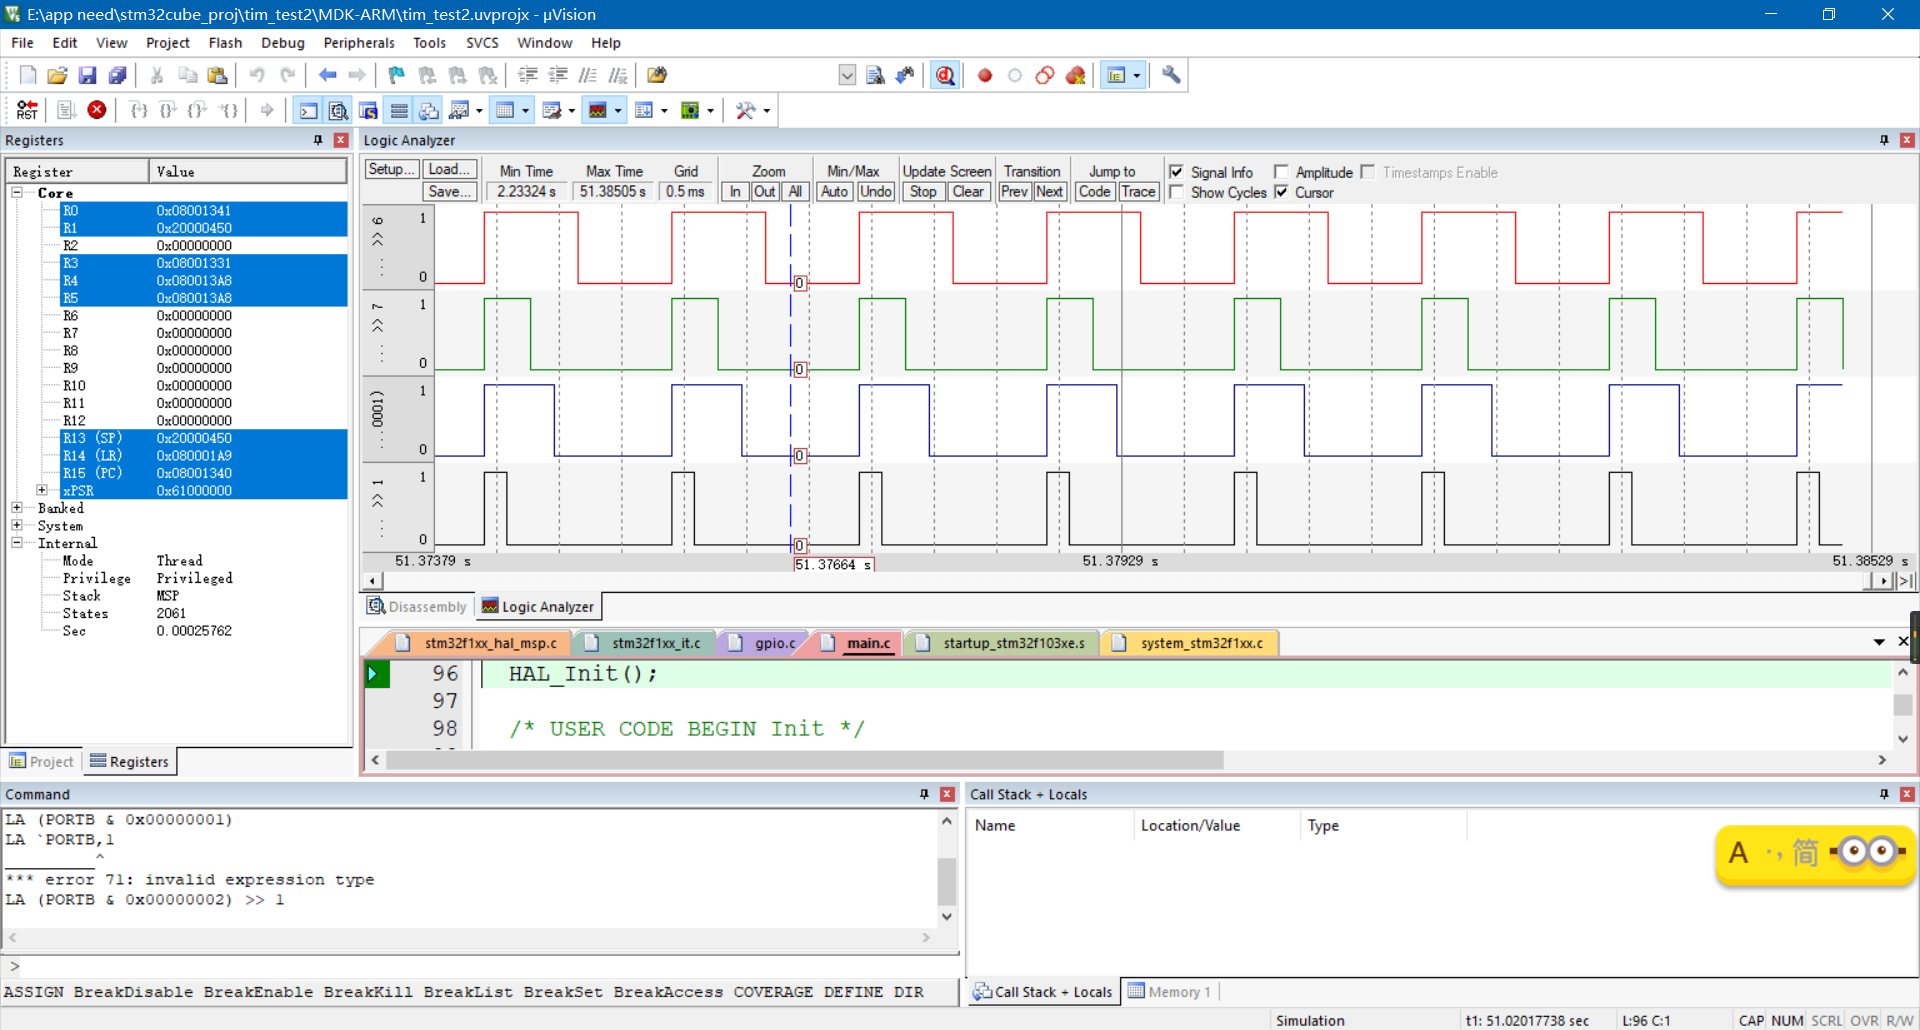 E:\app need\stm32cube_proj\tim_test2\MDK-ARM\tim_test2.uvprojx - µVision
File Edit View Project Flash Debug Peripherals Tools SVCS Window Help
RST
Registers
Register Value
Core
R0 0x08001341
R1 0x20000450
R2 0x00000000
R3 0x08001331
R4 0x080013A8
R5 0x080013A8
R6 0x00000000
R7 0x00000000
R8 0x00000000
R9 0x00000000
R10 0x00000000
R11 0x00000000
R12 0x00000000
R13 (SP) 0x20000450
R14 (LR) 0x080001A9
R15 (PC) 0x08001340
xPSR 0x61000000
Banked
System
Internal
Mode Thread
Privilege Privileged
Stack MSP
States 2061
Sec 0.00025762
Project Registers
Logic Analyzer
Setup... Load... Min Time Max Time Grid Zoom Min/Max Update Screen Transition Jump to Signal Info Amplitude Timestamps Enable
Save... 2.23324 s 51.38505 s 0.5 ms In Out All Auto Undo Stop Clear Prev Next Code Trace Show Cycles Cursor
...>> 6 1
0 0
...>> 7 1
0 0
...0001) 1
0 0
...>> 1 1
0 0
51.37379 s 51.37664 s 51.37929 s 51.38529 s
Disassembly Logic Analyzer
stm32f1xx_hal_msp.c stm32f1xx_it.c gpio.c main.c startup_stm32f103xe.s system_stm32f1xx.c
96 HAL_Init();
97
98 /* USER CODE BEGIN Init */
Command
LA (PORTB & 0x00000001)
LA `PORTB,1
__________^
*** error 71: invalid expression type
LA (PORTB & 0x00000002) >> 1
>
ASSIGN BreakDisable BreakEnable BreakKill BreakList BreakSet BreakAccess COVERAGE DEFINE DIR
Call Stack + Locals
Name Location/Value Type
A 简
Call Stack + Locals Memory 1
Simulation t1: 51.02017738 sec L:96 C:1 CAP NUM SCRL OVR R/W